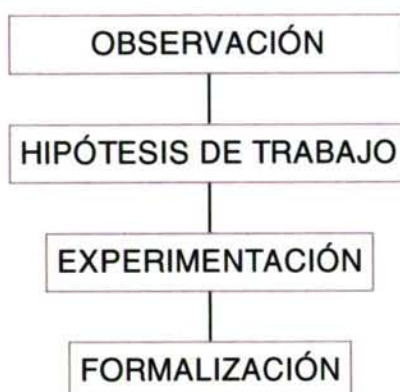 OBSERVACIÓN
HIPÓTESIS DE TRABAJO
EXPERIMENTACIÓN
FORMALIZACIÓN